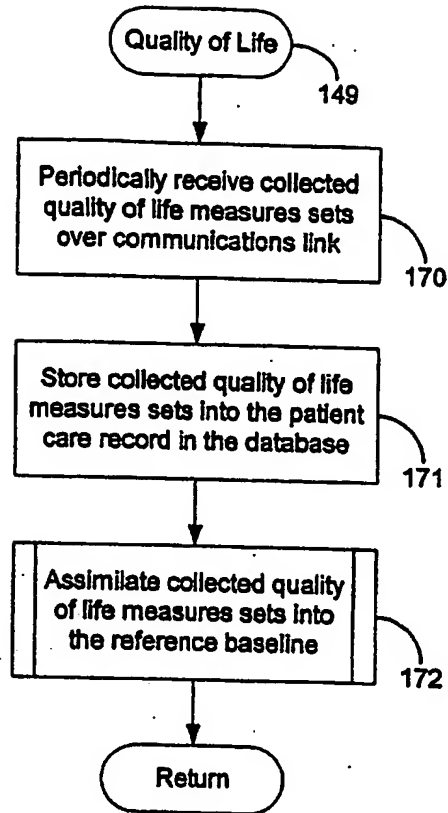 Quality of Life
149
Periodically receive collected
quality of life measures sets
over communications link
170
Store collected quality of life
measures sets into the patient
care record in the database
171
Assimilate collected quality
of life measures sets into
the reference baseline
172
Return